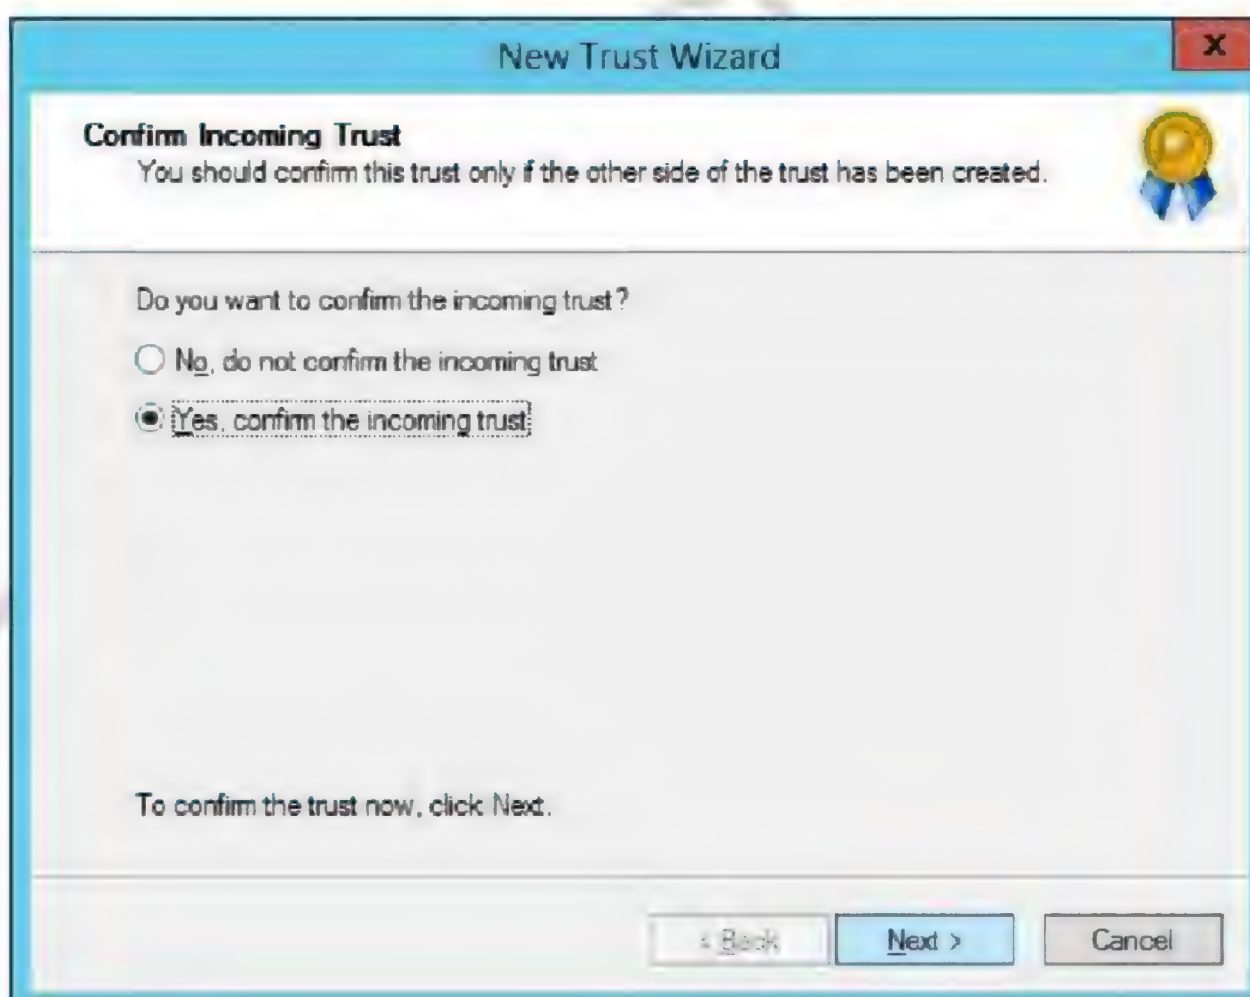 New Trust Wizard
X
Confirm Incoming Trust
You should confirm this trust only if the other side of the trust has been created.
Do you want to confirm the incoming trust?
No, do not confirm the incoming trust
Yes, confirm the incoming trust
To confirm the trust now, click Next.
< Back
Next >
Cancel